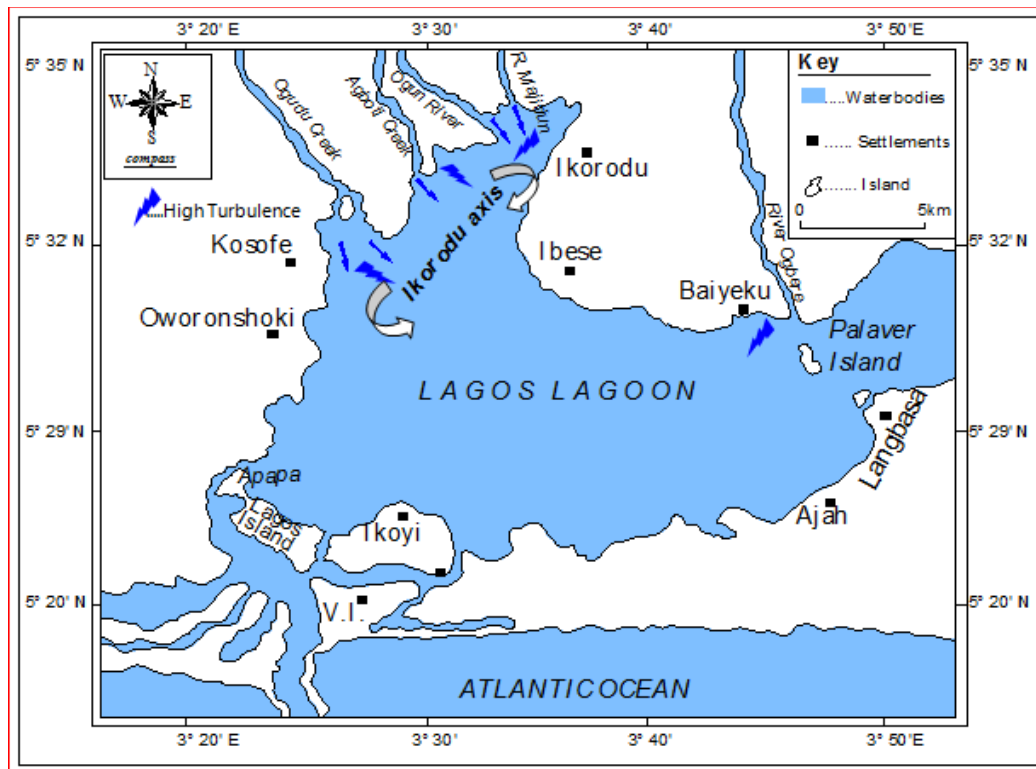 3° 20' E
3° 30'
3° 40'
3° 50'
5° 35'
5° 35'
N
W
E
S
compass
Key
.....Waterbodies
...... Settlements
........ Island
0
5km
.....High Turbulence
Ogudu Creek
Agboti Creek
Ogun River
R Majidun
Ikorodu
Ikorodu axis
5° 32'
5° 32'
Kosofe
Ibese
River Ogbere
Baiyeku
Oworonshoki
Palaver
Island
LAGOS LAGOON
5° 29'
5° 29'
Langbasa
Apapa
Lagos
Island
Ikoyi
Ajah
5° 20'
5° 20'
V.I.
ATLANTIC OCEAN
3° 20' E
3° 30'
3° 40'
3° 50'E